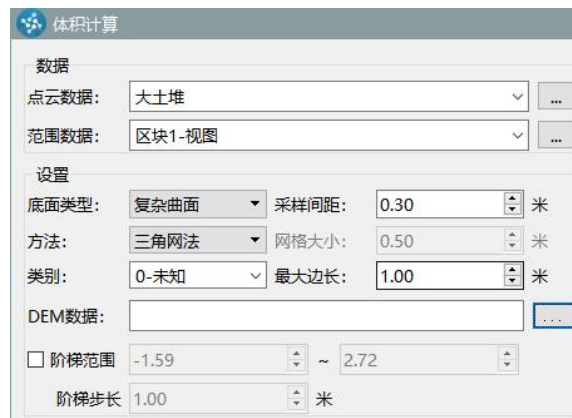 体积计算
数据
点云数据: 大土堆 ...
范围数据: 区块1-视图 ...
设置
底面类型: 复杂曲面 采样间距: 0.30 米
方法: 三角网法 网格大小: 0.50 米
类别: 0-未知 最大边长: 1.00 米
DEM数据: ...
阶梯范围 -1.59 ~ 2.72
阶梯步长 1.00 米